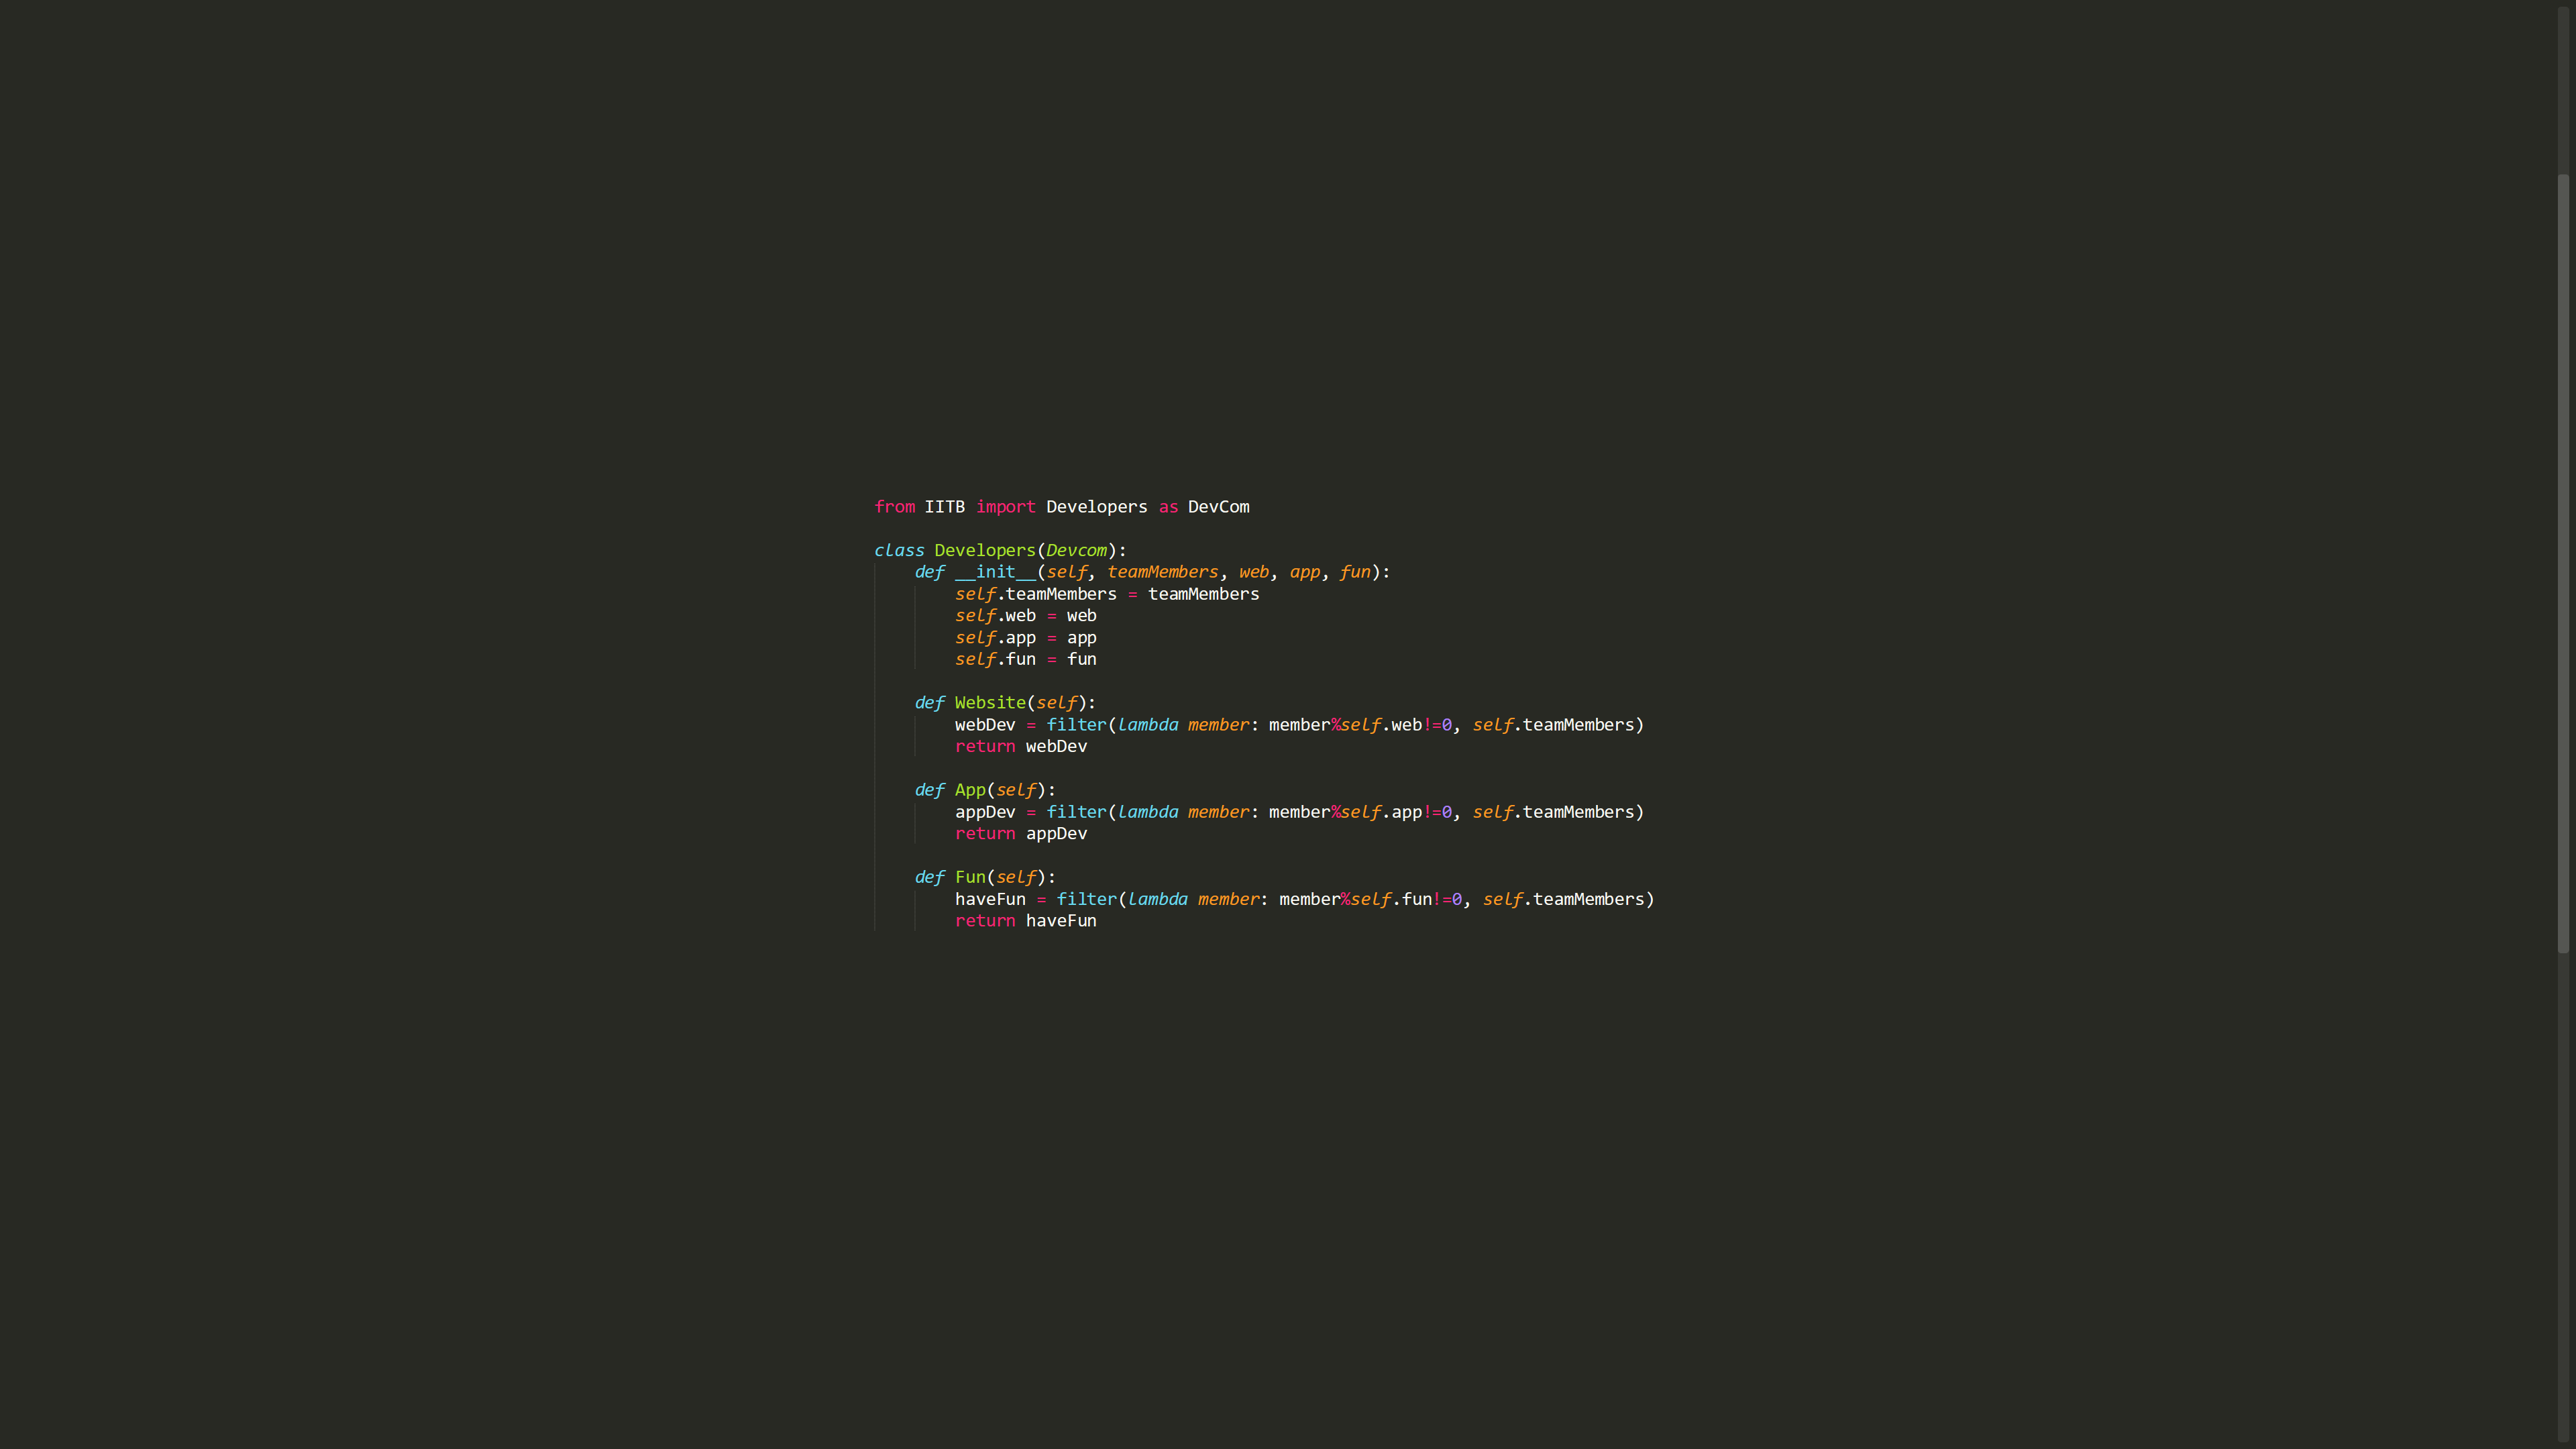 from IITB import Developers as DevCom
class Developers(Devcom):
def __init__(self, teamMembers, web, app, fun):
self.teamMembers = teamMembers
self.web = web
self.app = app
self.fun = fun
def Website(self):
webDev = filter(lambda member: member%self.web!=0, self.teamMembers)
return webDev
def App(self):
appDev = filter(lambda member: member%self.app!=0, self.teamMembers)
return appDev
def Fun(self):
haveFun = filter(lambda member: member%self.fun!=0, self.teamMembers)
return haveFun